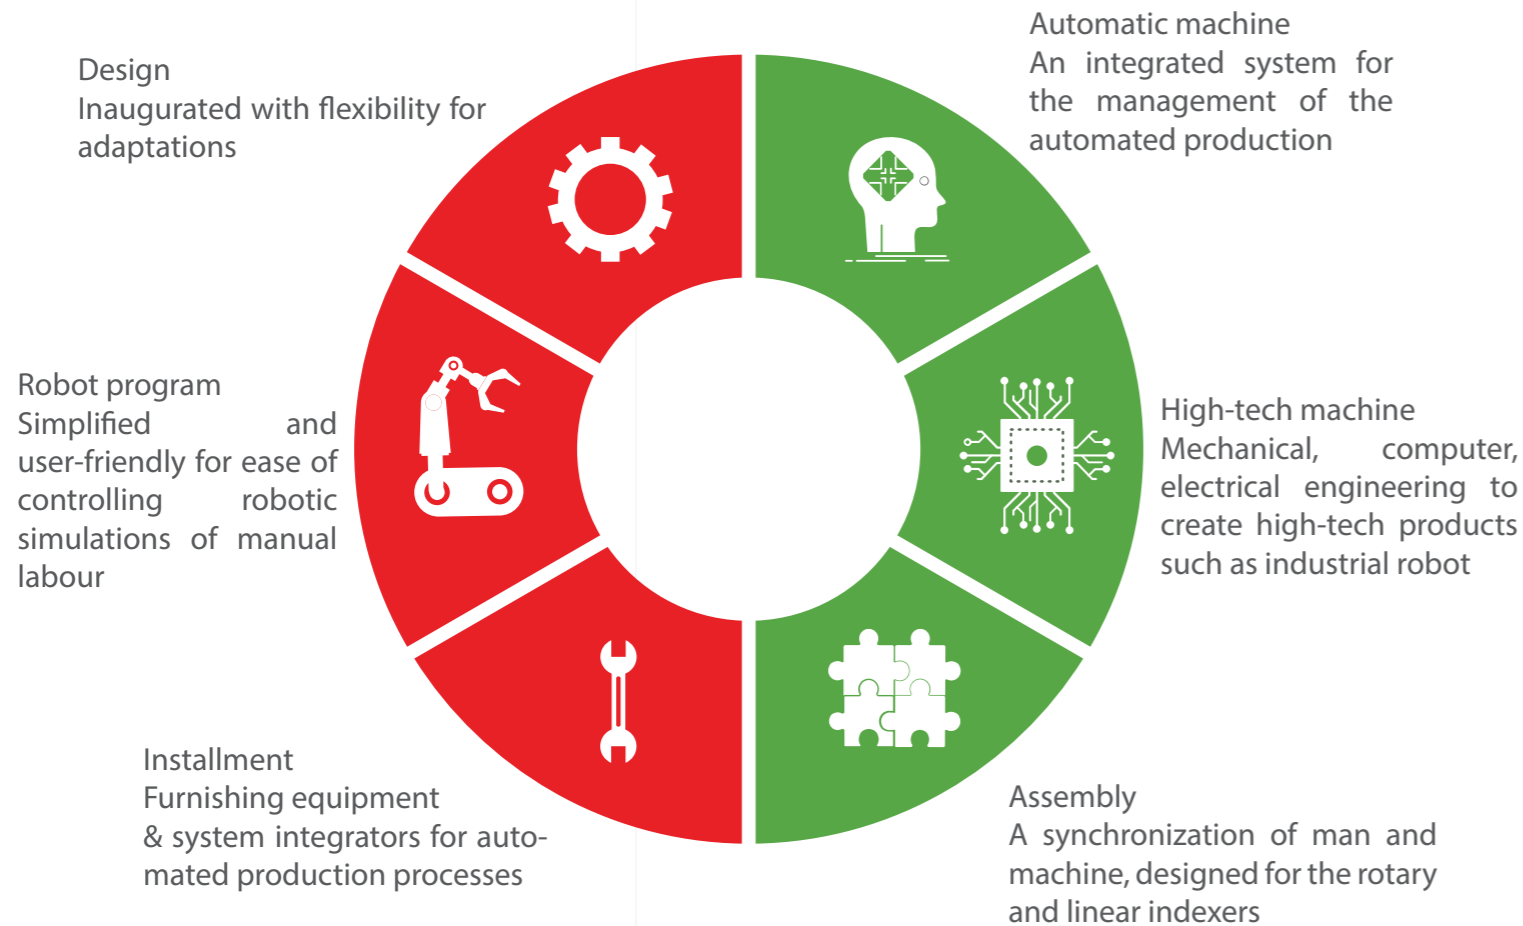 Design
Inaugurated with flexibility for
adaptations
Automatic machine
An integrated system for
the management of the
automated production
Robot program
Simplified and
user-friendly for ease of
controlling robotic
simulations of manual
labour
High-tech machine
Mechanical, computer,
electrical engineering to
create high-tech products
such as industrial robot
Installment
Furnishing equipment
& system integrators for auto-
mated production processes
Assembly
A synchronization of man and
machine, designed for the rotary
and linear indexers